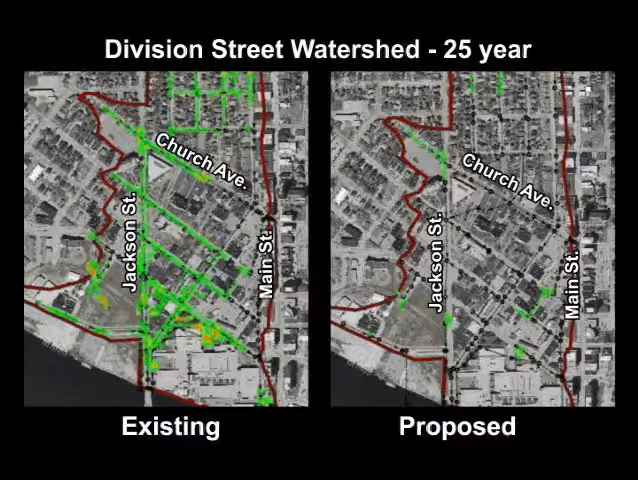 Division Street Watershed - 25 year
Church Ave.
Jackson St.
Main St.
Church Ave.
Jackson St.
Main St.
Existing
Proposed